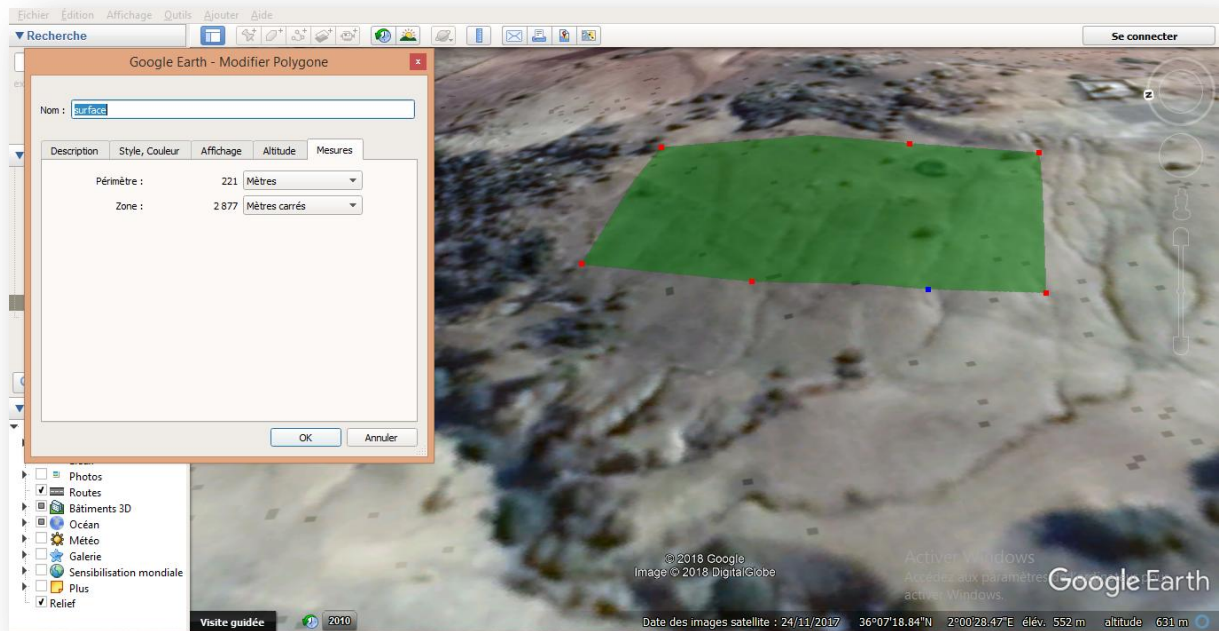 Fichier Édition Affichage Outils Ajouter Aide
Recherche
Se connecter
Google Earth - Modifier Polygone
x
Nom : surface
Description Style, Couleur Affichage Altitude Mesures
Périmètre : 221 Mètres
Zone : 2 877 Mètres carrés
OK Annuler
Photos
Routes
Bâtiments 3D
Océan
Météo
Galerie
Sensibilisation mondiale
Plus
Relief
N
© 2018 Google
Image © 2018 DigitalGlobe
Activer Windows
Accédez aux paramètres
activer Windows.
Google Earth
Visite guidée 2010 Date des images satellite : 24/11/2017 36°07'18.84"N 2°00'28.47"E élév. 552 m altitude 631 m